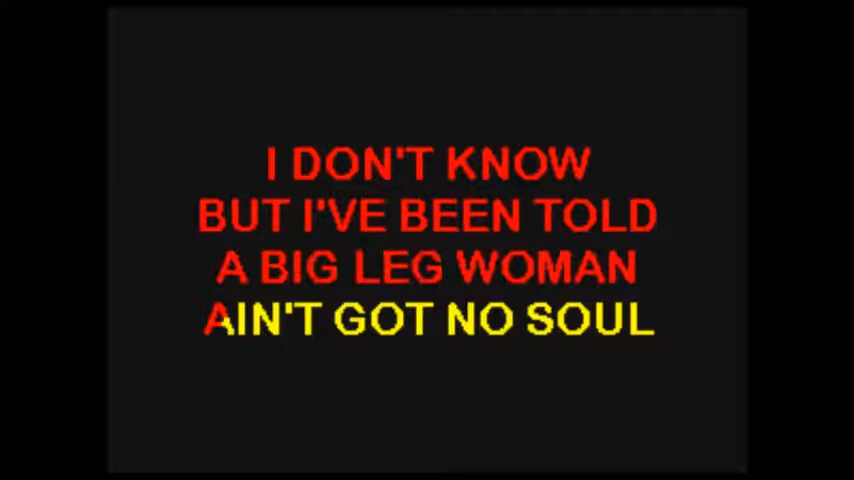 I DON'T KNOW
BUT I'VE BEEN TOLD
A BIG LEG WOMAN
AIN'T GOT NO SOUL